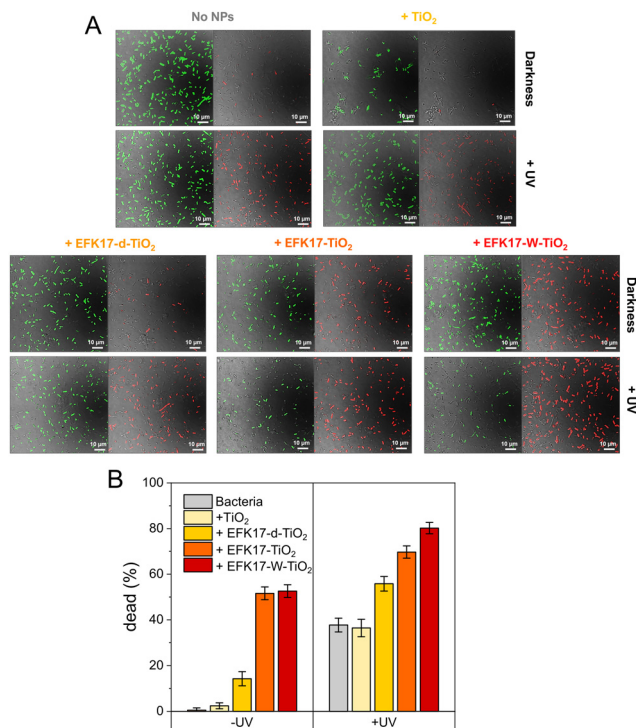 A
No NPs
+ TiO₂
10 µm
10 µm
10 µm
10 µm
Darkness
10 µm
10 µm
10 µm
10 µm
+ UV
+ EFK17-d-TiO₂
+ EFK17-TiO₂
+ EFK17-W-TiO₂
10 µm
10 µm
10 µm
10 µm
10 µm
10 µm
Darkness
10 µm
10 µm
10 µm
10 µm
10 µm
10 µm
+ UV
B
100
80
60
40
20
0
dead (%)
Bacteria
+TiO₂
+ EFK17-d-TiO₂
+ EFK17-TiO₂
+ EFK17-W-TiO₂
-UV
+UV